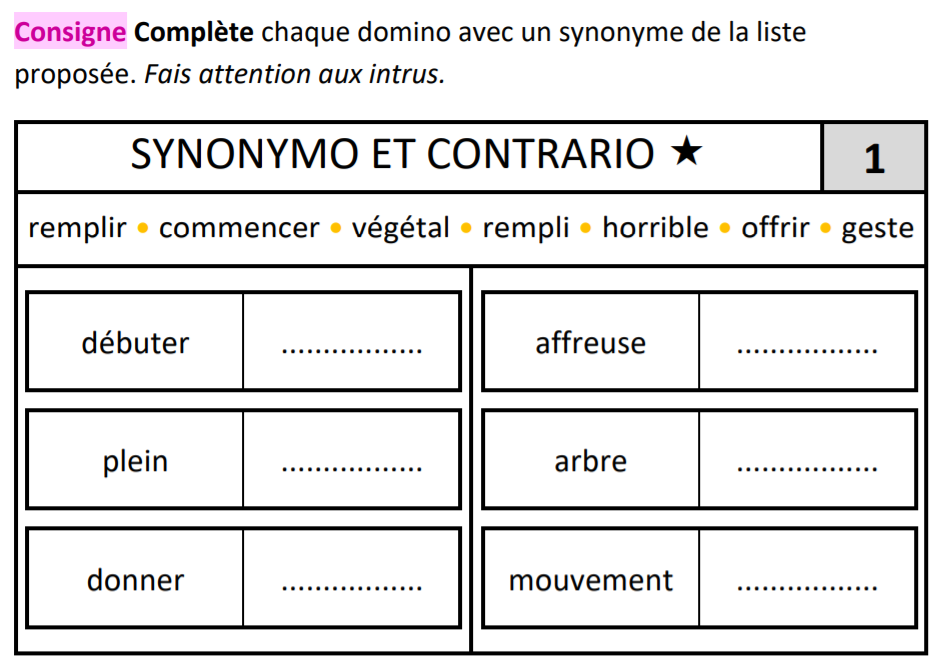 Consigne Complète chaque domino avec un synonyme de la liste
proposée. Fais attention aux intrus.
SYNONYMO ET CONTRARIO ★
1
remplir • commencer • végétal • rempli • horrible • offrir • geste
débuter .................
affreuse .................
plein .................
arbre .................
donner .................
mouvement .................